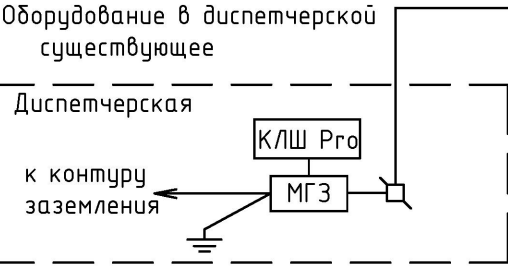 Оборудование в диспетчерской
существующее
Диспетчерская
КЛШ Pro
к контуру
заземления
МГЗ